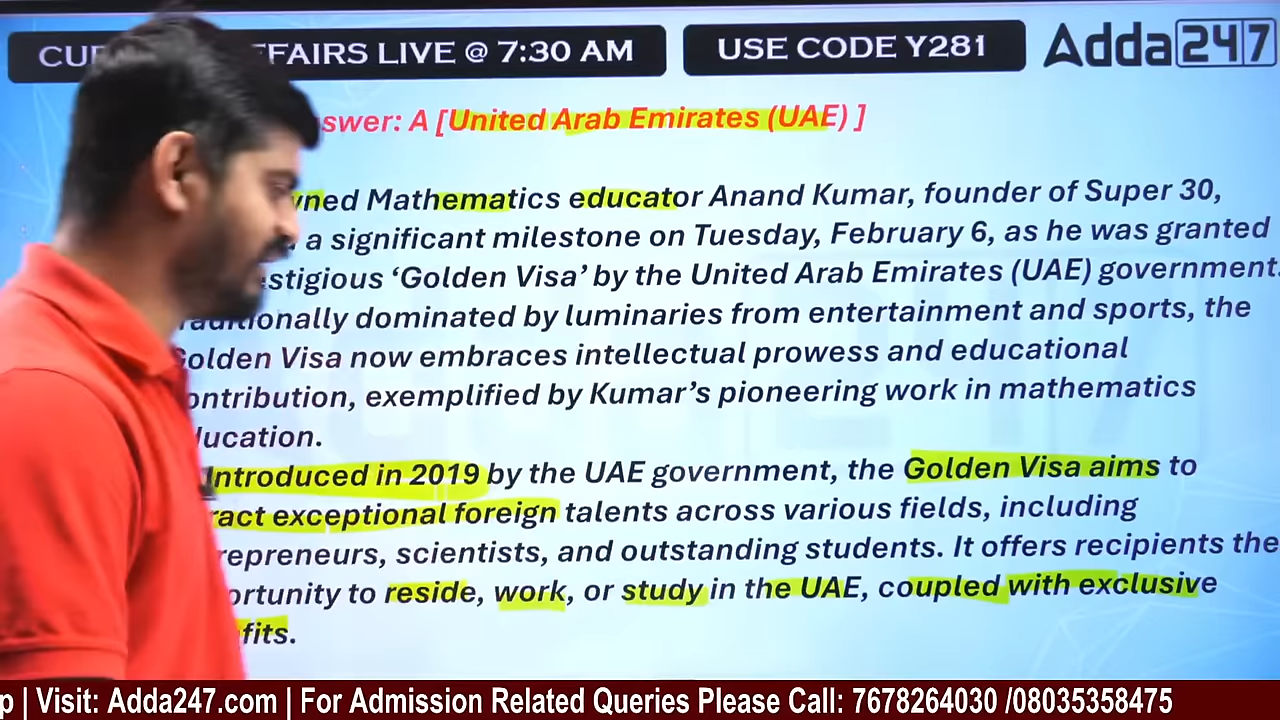 CU FFAIRS LIVE @ 7:30 AM
USE CODE Y281
Adda247
swer: A [United Arab Emirates (UAE) ]
wned Mathematics educator Anand Kumar, founder of Super 30,
a significant milestone on Tuesday, February 6, as he was granted
estigious ‘Golden Visa’ by the United Arab Emirates (UAE) government.
raditionally dominated by luminaries from entertainment and sports, the
Golden Visa now embraces intellectual prowess and educational
ontribution, exemplified by Kumar’s pioneering work in mathematics
ducation.
Introduced in 2019 by the UAE government, the Golden Visa aims to
ract exceptional foreign talents across various fields, including
repreneurs, scientists, and outstanding students. It offers recipients the
ortunity to reside, work, or study in the UAE, coupled with exclusive
fits.
p | Visit: Adda247.com | For Admission Related Queries Please Call: 7678264030 /08035358475